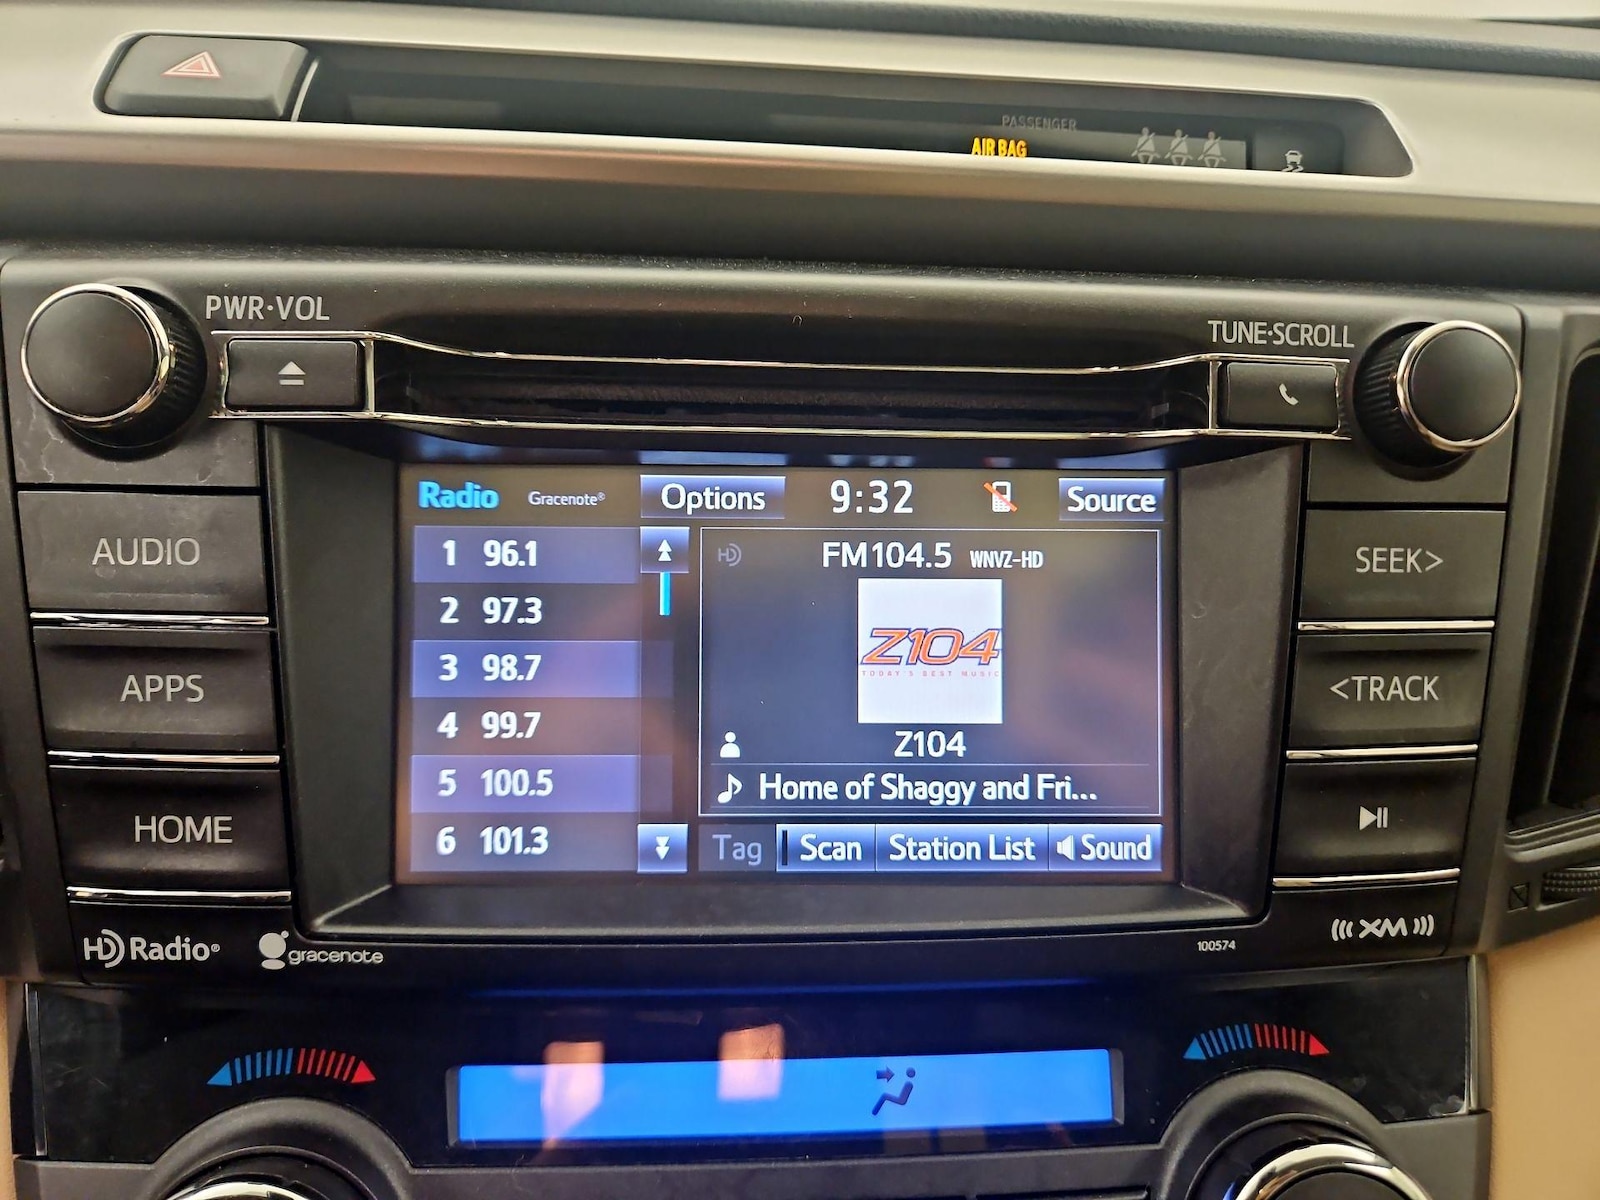 PASSENGER
AIR BAG
PWR·VOL
TUNE·SCROLL
Radio Gracenote® Options 9:32 Source
1 96.1
2 97.3
3 98.7
4 99.7
5 100.5
6 101.3
HD FM104.5 WNVZ-HD
Z104
TODAY'S BEST MUSIC
Z104
Home of Shaggy and Fri...
Tag Scan Station List Sound
AUDIO
APPS
HOME
SEEK>
<TRACK
HD Radio®
gracenote
100574
((( XM )))